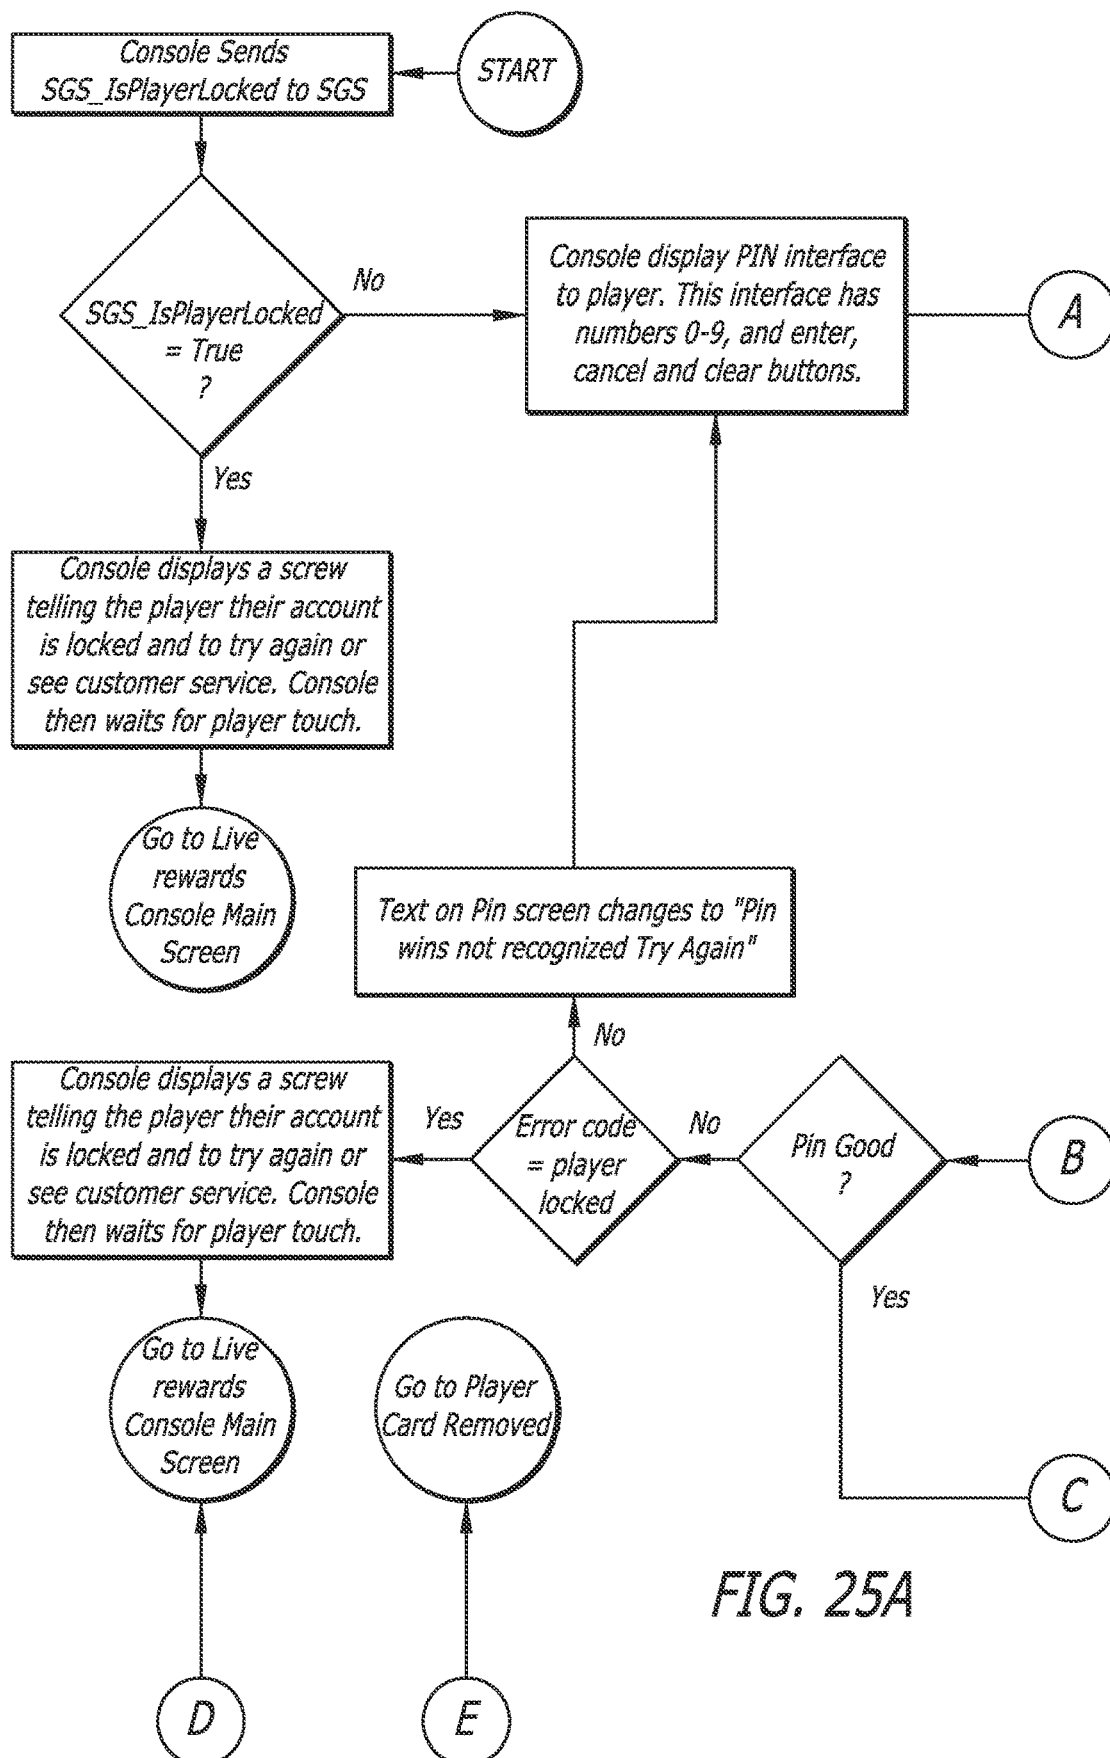 Console Sends
SGS_IsPlayerLocked to SGS
START
SGS_IsPlayerLocked
= True
?
No
Yes
Console display PIN interface
to player. This interface has
numbers 0-9, and enter,
cancel and clear buttons.
A
Console displays a screw
telling the player their account
is locked and to try again or
see customer service. Console
then waits for player touch.
Go to Live
rewards
Console Main
Screen
Text on Pin screen changes to "Pin
wins not recognized Try Again"
No
Console displays a screw
telling the player their account
is locked and to try again or
see customer service. Console
then waits for player touch.
Yes
Error code
= player
locked
No
Pin Good
?
B
Yes
Go to Live
rewards
Console Main
Screen
Go to Player
Card Removed
C
FIG. 25A
D
E